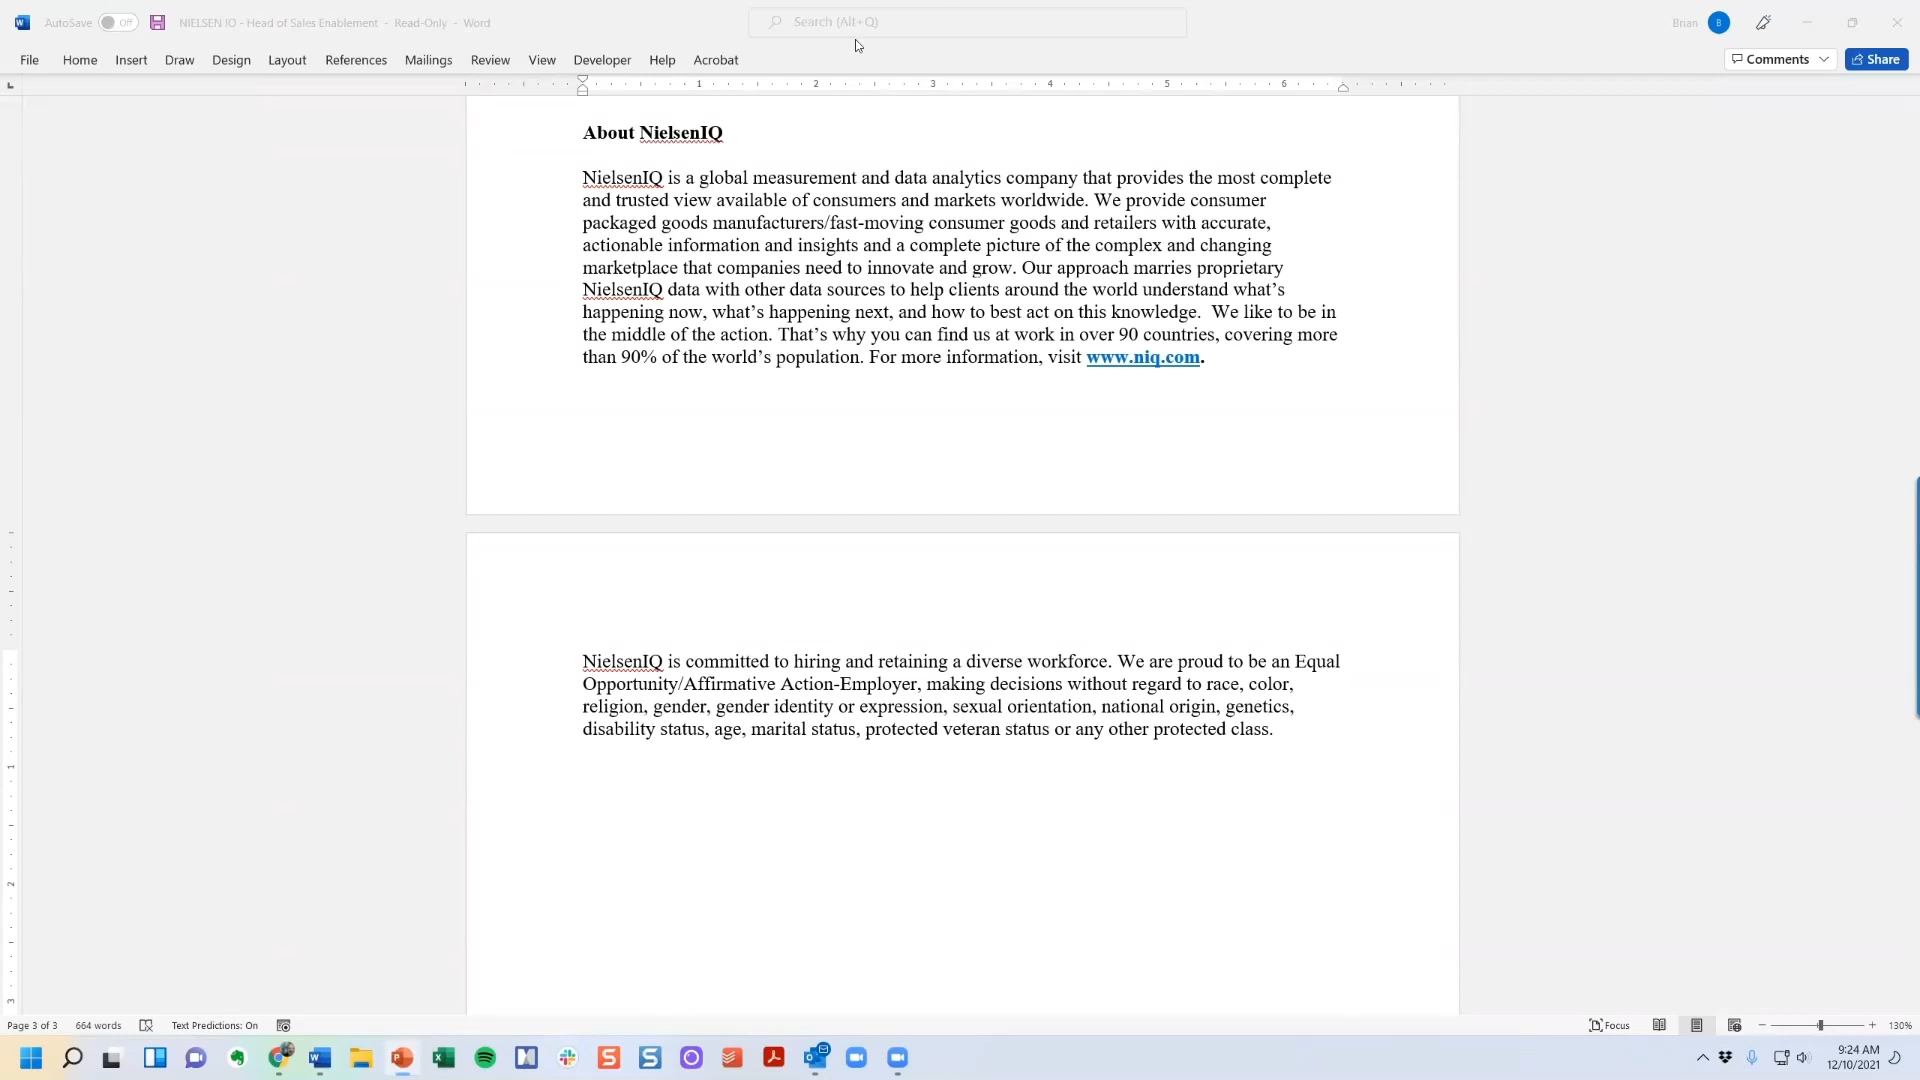 AutoSave Off NIELSEN IQ - Head of Sales Enablement - Read-Only - Word Search (Alt+Q) Brian B
File Home Insert Draw Design Layout References Mailings Review View Developer Help Acrobat Comments Share
1 2 3 4 5 6
About NielsenIQ
NielsenIQ is a global measurement and data analytics company that provides the most complete
and trusted view available of consumers and markets worldwide. We provide consumer
packaged goods manufacturers/fast-moving consumer goods and retailers with accurate,
actionable information and insights and a complete picture of the complex and changing
marketplace that companies need to innovate and grow. Our approach marries proprietary
NielsenIQ data with other data sources to help clients around the world understand what’s
happening now, what’s happening next, and how to best act on this knowledge.  We like to be in
the middle of the action. That’s why you can find us at work in over 90 countries, covering more
than 90% of the world’s population. For more information, visit www.niq.com.
NielsenIQ is committed to hiring and retaining a diverse workforce. We are proud to be an Equal
Opportunity/Affirmative Action-Employer, making decisions without regard to race, color,
religion, gender, gender identity or expression, sexual orientation, national origin, genetics,
disability status, age, marital status, protected veteran status or any other protected class.
1
2
3
Page 3 of 3 664 words Text Predictions: On Focus 130%
9:24 AM
12/10/2021